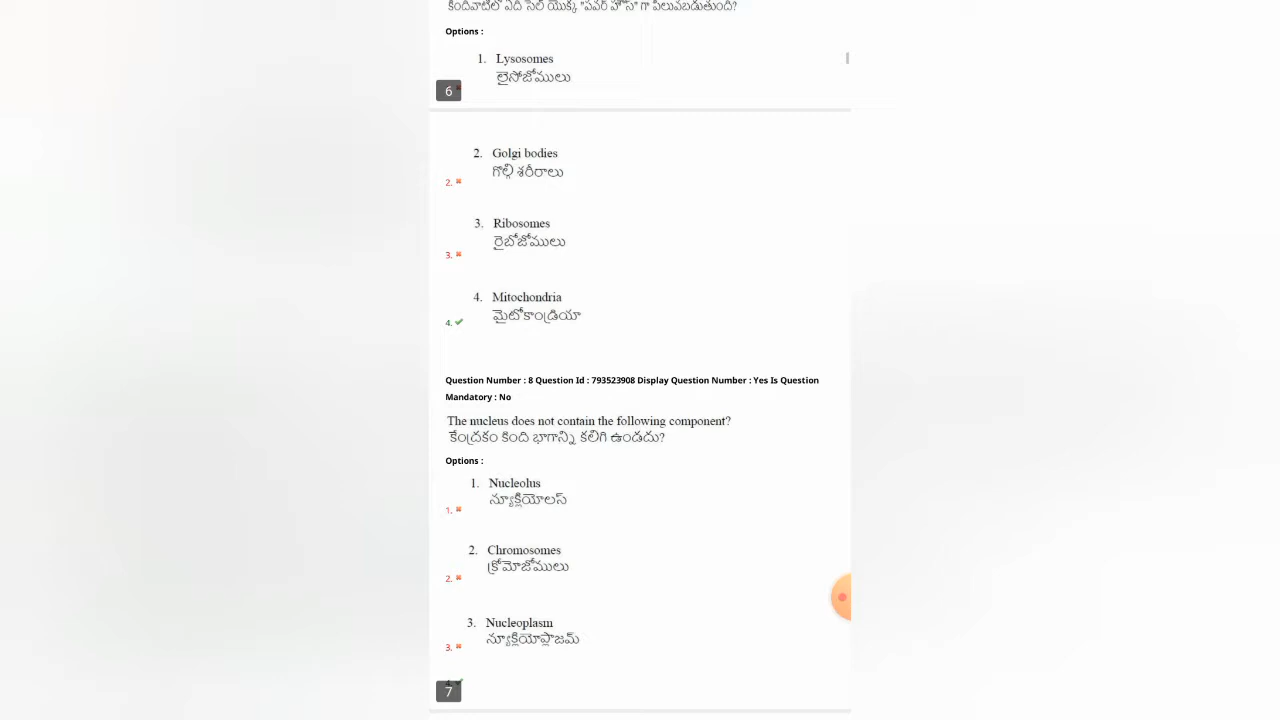 కిందివాటిలో ఏది సెల్ యొక్క "పవర్ హౌస్" గా పిలువబడుతుంది?
Options :
1. Lysosomes
లైసోజోములు
6
2. Golgi bodies
గొల్గి శరీరాలు
2.
3. Ribosomes
రైబోజోములు
3.
4. Mitochondria
మైటోకాండ్రియా
4.
Question Number : 8 Question Id : 793523908 Display Question Number : Yes Is Question
Mandatory : No
The nucleus does not contain the following component?
కేంద్రకం కింది భాగాన్ని కలిగి ఉండదు?
Options :
1. Nucleolus
న్యూక్లియోలస్
1.
2. Chromosomes
క్రోమోజోములు
2.
3. Nucleoplasm
న్యూక్లియోప్లాజమ్
3.
7